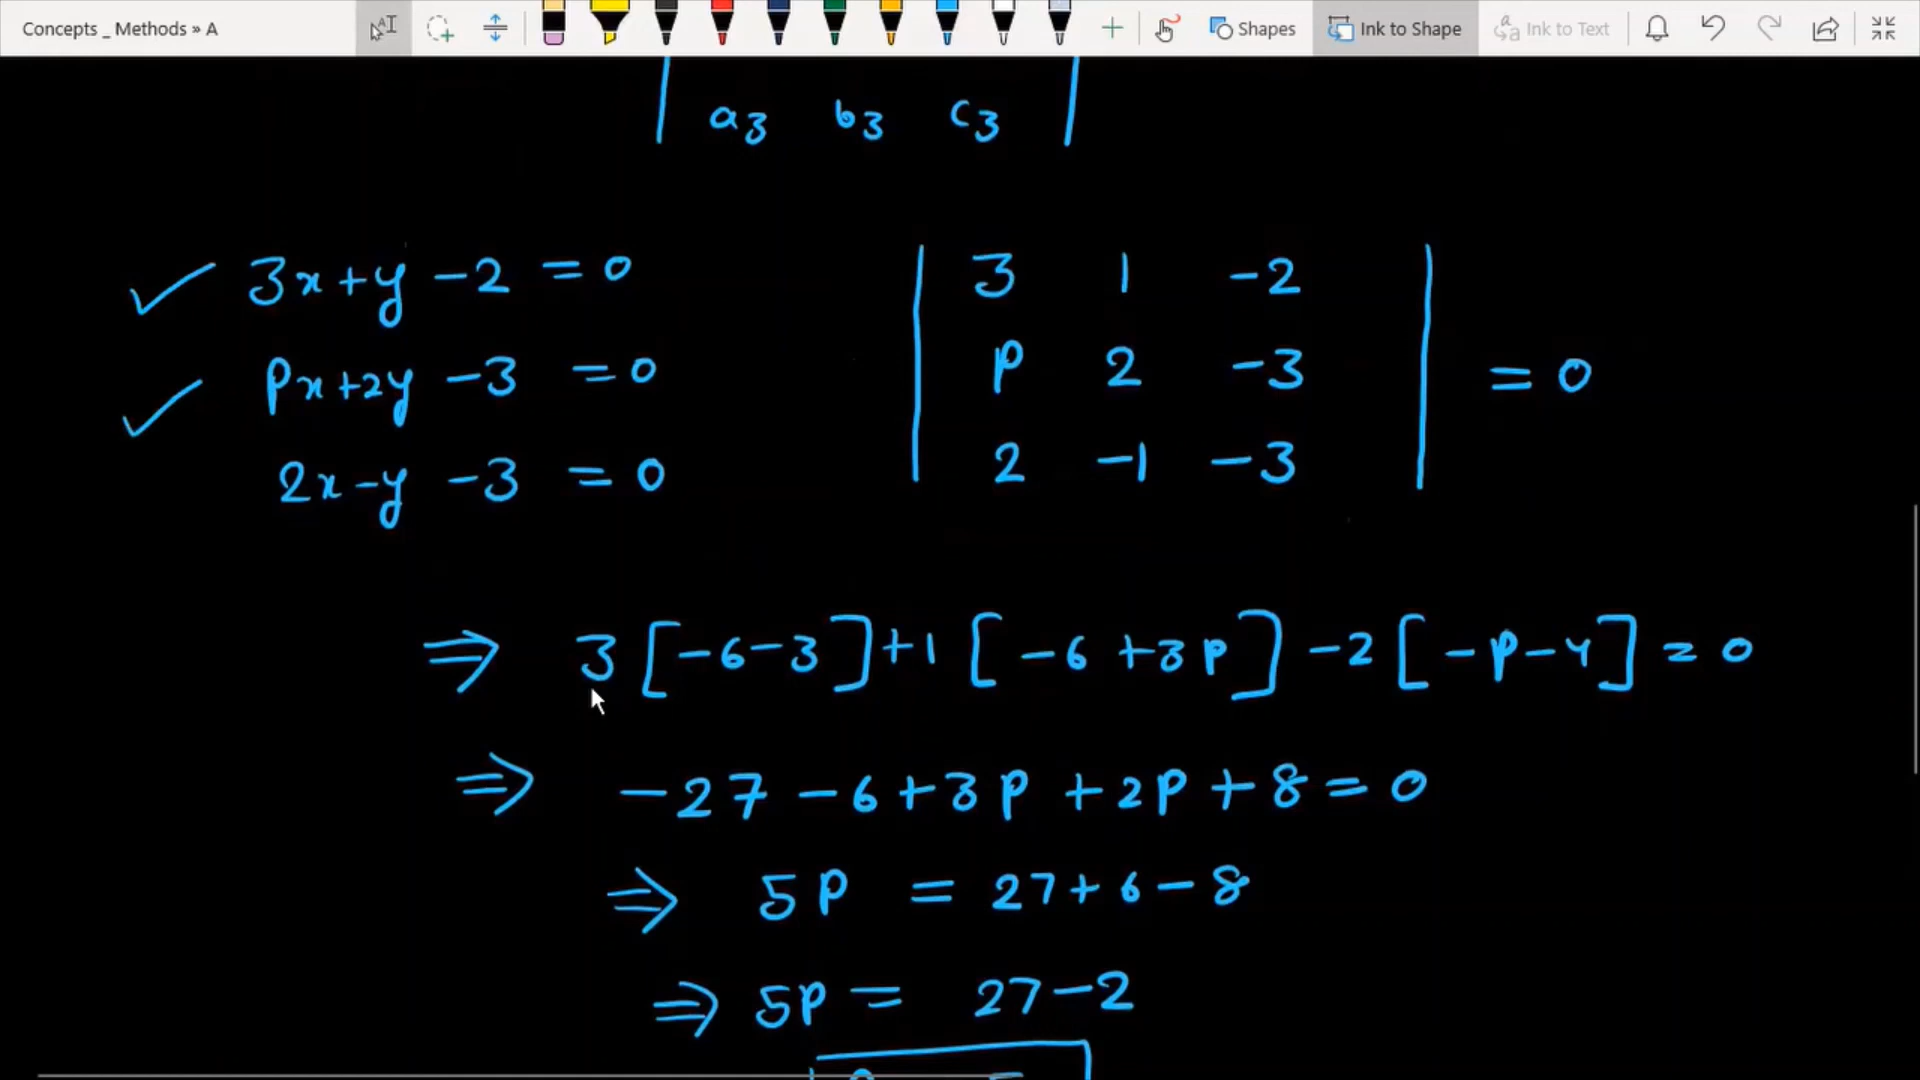 Concepts _ Methods » A
Shapes
Ink to Shape
Ink to Text
a3 b3 c3
3x+y -2 = 0
px+2y -3 = 0
2x-y -3 = 0
3 1 -2
p 2 -3 = 0
2 -1 -3
⇒ 3[-6-3]+1[-6+3p]-2[-p-4] = 0
⇒ -27-6+3p+2p+8=0
⇒ 5p = 27+6-8
⇒ 5p = 27-2